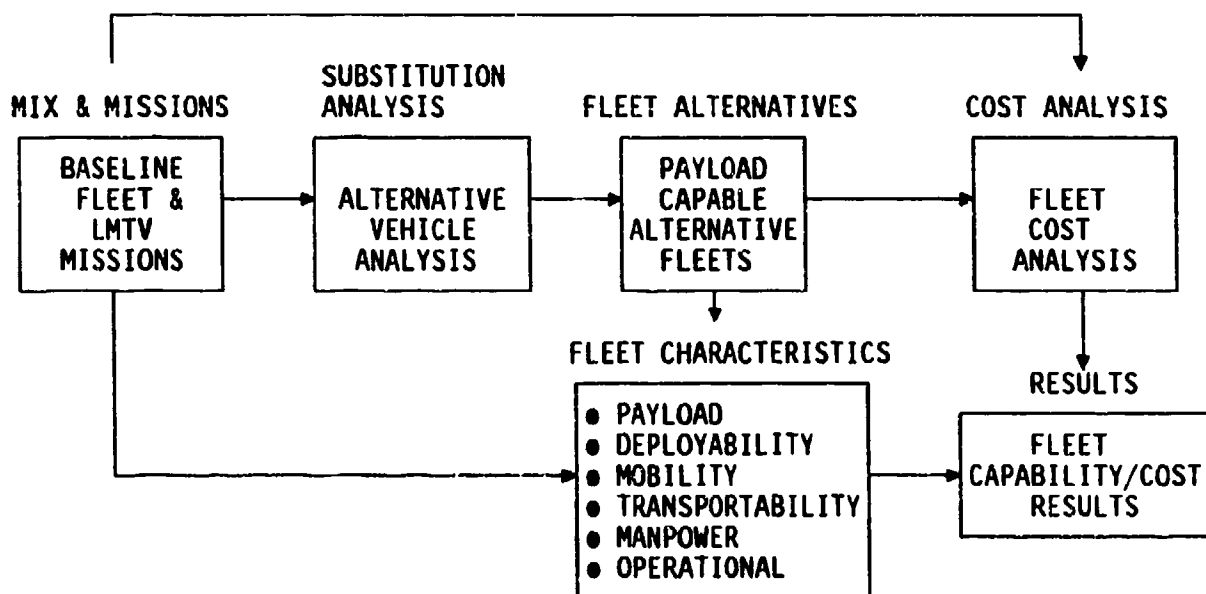 MIX & MISSIONS
BASELINE
FLEET &
LMTV
MISSIONS
SUBSTITUTION
ANALYSIS
ALTERNATIVE
VEHICLE
ANALYSIS
FLEET ALTERNATIVES
PAYLOAD
CAPABLE
ALTERNATIVE
FLEETS
COST ANALYSIS
FLEET
COST
ANALYSIS
FLEET CHARACTERISTICS
● PAYLOAD
● DEPLOYABILITY
● MOBILITY
● TRANSPORTABILITY
● MANPOWER
● OPERATIONAL
RESULTS
FLEET
CAPABILITY/COST
RESULTS